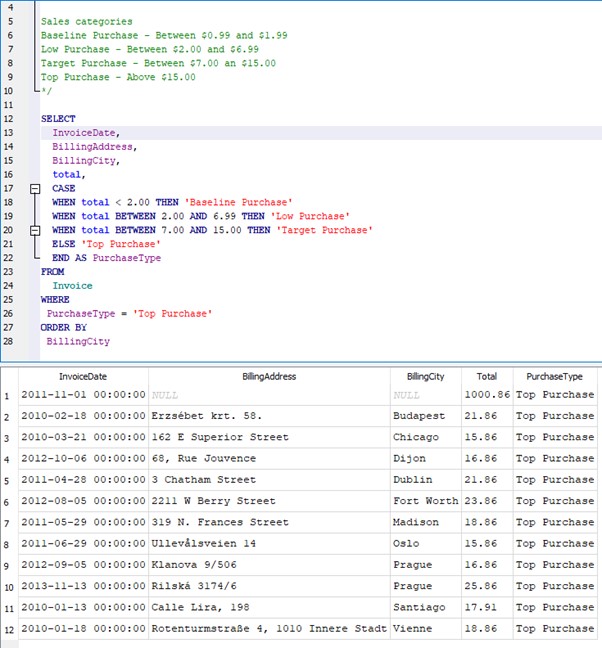 4
5 Sales categories
6 Baseline Purchase - Between $0.99 and $1.99
7 Low Purchase - Between $2.00 and $6.99
8 Target Purchase - Between $7.00 an $15.00
9 Top Purchase - Above $15.00
10 */
11
12 SELECT
13 InvoiceDate,
14 BillingAddress,
15 BillingCity,
16 total,
17 CASE
18 WHEN total < 2.00 THEN 'Baseline Purchase'
19 WHEN total BETWEEN 2.00 AND 6.99 THEN 'Low Purchase'
20 WHEN total BETWEEN 7.00 AND 15.00 THEN 'Target Purchase'
21 ELSE 'Top Purchase'
22 END AS PurchaseType
23 FROM
24 Invoice
25 WHERE
26 PurchaseType = 'Top Purchase'
27 ORDER BY
28 BillingCity
InvoiceDate BillingAddress BillingCity Total PurchaseType
1 2011-11-01 00:00:00 NULL NULL 1000.86 Top Purchase
2 2010-02-18 00:00:00 Erzsébet krt. 58. Budapest 21.86 Top Purchase
3 2010-03-21 00:00:00 162 E Superior Street Chicago 15.86 Top Purchase
4 2012-10-06 00:00:00 68, Rue Jouvence Dijon 16.86 Top Purchase
5 2011-04-28 00:00:00 3 Chatham Street Dublin 21.86 Top Purchase
6 2012-08-05 00:00:00 2211 W Berry Street Fort Worth 23.86 Top Purchase
7 2011-05-29 00:00:00 319 N. Frances Street Madison 18.86 Top Purchase
8 2011-06-29 00:00:00 Ullevålsveien 14 Oslo 15.86 Top Purchase
9 2012-09-05 00:00:00 Klanova 9/506 Prague 16.86 Top Purchase
10 2013-11-13 00:00:00 Rilská 3174/6 Prague 25.86 Top Purchase
11 2010-01-13 00:00:00 Calle Lira, 198 Santiago 17.91 Top Purchase
12 2010-01-18 00:00:00 Rotenturmstraße 4, 1010 Innere Stadt Vienne 18.86 Top Purchase